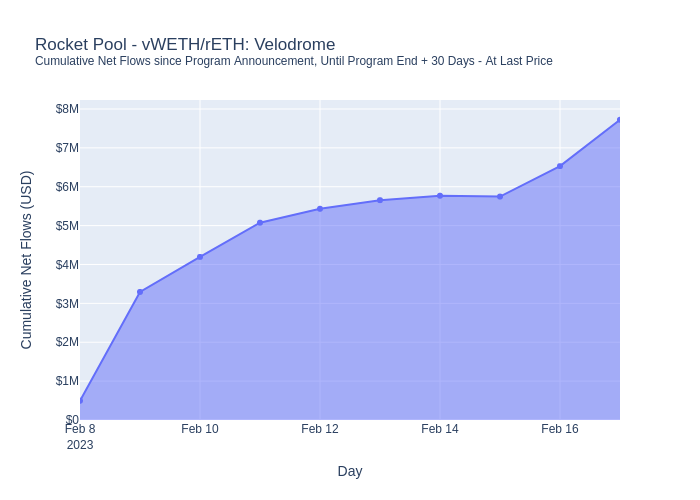 Rocket Pool - vWETH/rETH: Velodrome
Cumulative Net Flows since Program Announcement, Until Program End + 30 Days - At Last Price
Cumulative Net Flows (USD)
$8M
$7M
$6M
$5M
$4M
$3M
$2M
$1M
$0
Feb 8
2023
Feb 10
Feb 12
Feb 14
Feb 16
Day